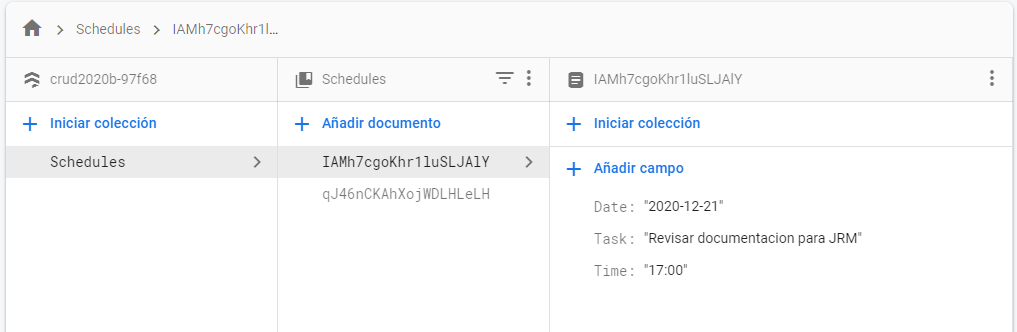 Schedules
IAMh7cgoKhr1l…
crud2020b-97f68
Schedules
IAMh7cgoKhr1luSLJAlY
Iniciar colección
Añadir documento
Iniciar colección
Schedules
IAMh7cgoKhr1luSLJAlY
qJ46nCKAhXojWDLHLeLH
Añadir campo
Date: "2020-12-21"
Task: "Revisar documentacion para JRM"
Time: "17:00"